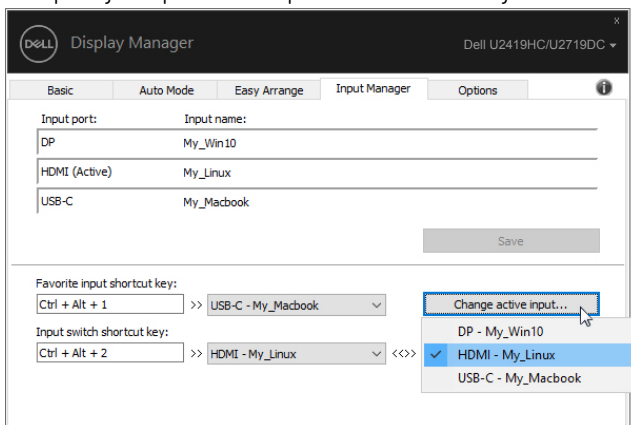 DELL Display Manager
x
Dell U2419HC/U2719DC
Basic Auto Mode Easy Arrange Input Manager Options
Input port: Input name:
DP My_Win10
HDMI (Active) My_Linux
USB-C My_Macbook
Save
Favorite input shortcut key:
Ctrl + Alt + 1 >> USB-C - My_Macbook Change active input...
Input switch shortcut key:
Ctrl + Alt + 2 >> HDMI - My_Linux <<>>
DP - My_Win10
HDMI - My_Linux
USB-C - My_Macbook